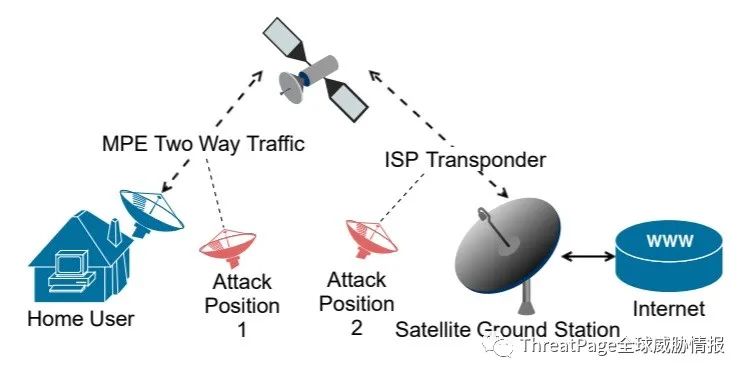 MPE Two Way Traffic
ISP Transponder
WWW
Attack
Position
1
Attack
Position
2
Home User
Satellite Ground Station
Internet
ThreatPage全球威胁情报